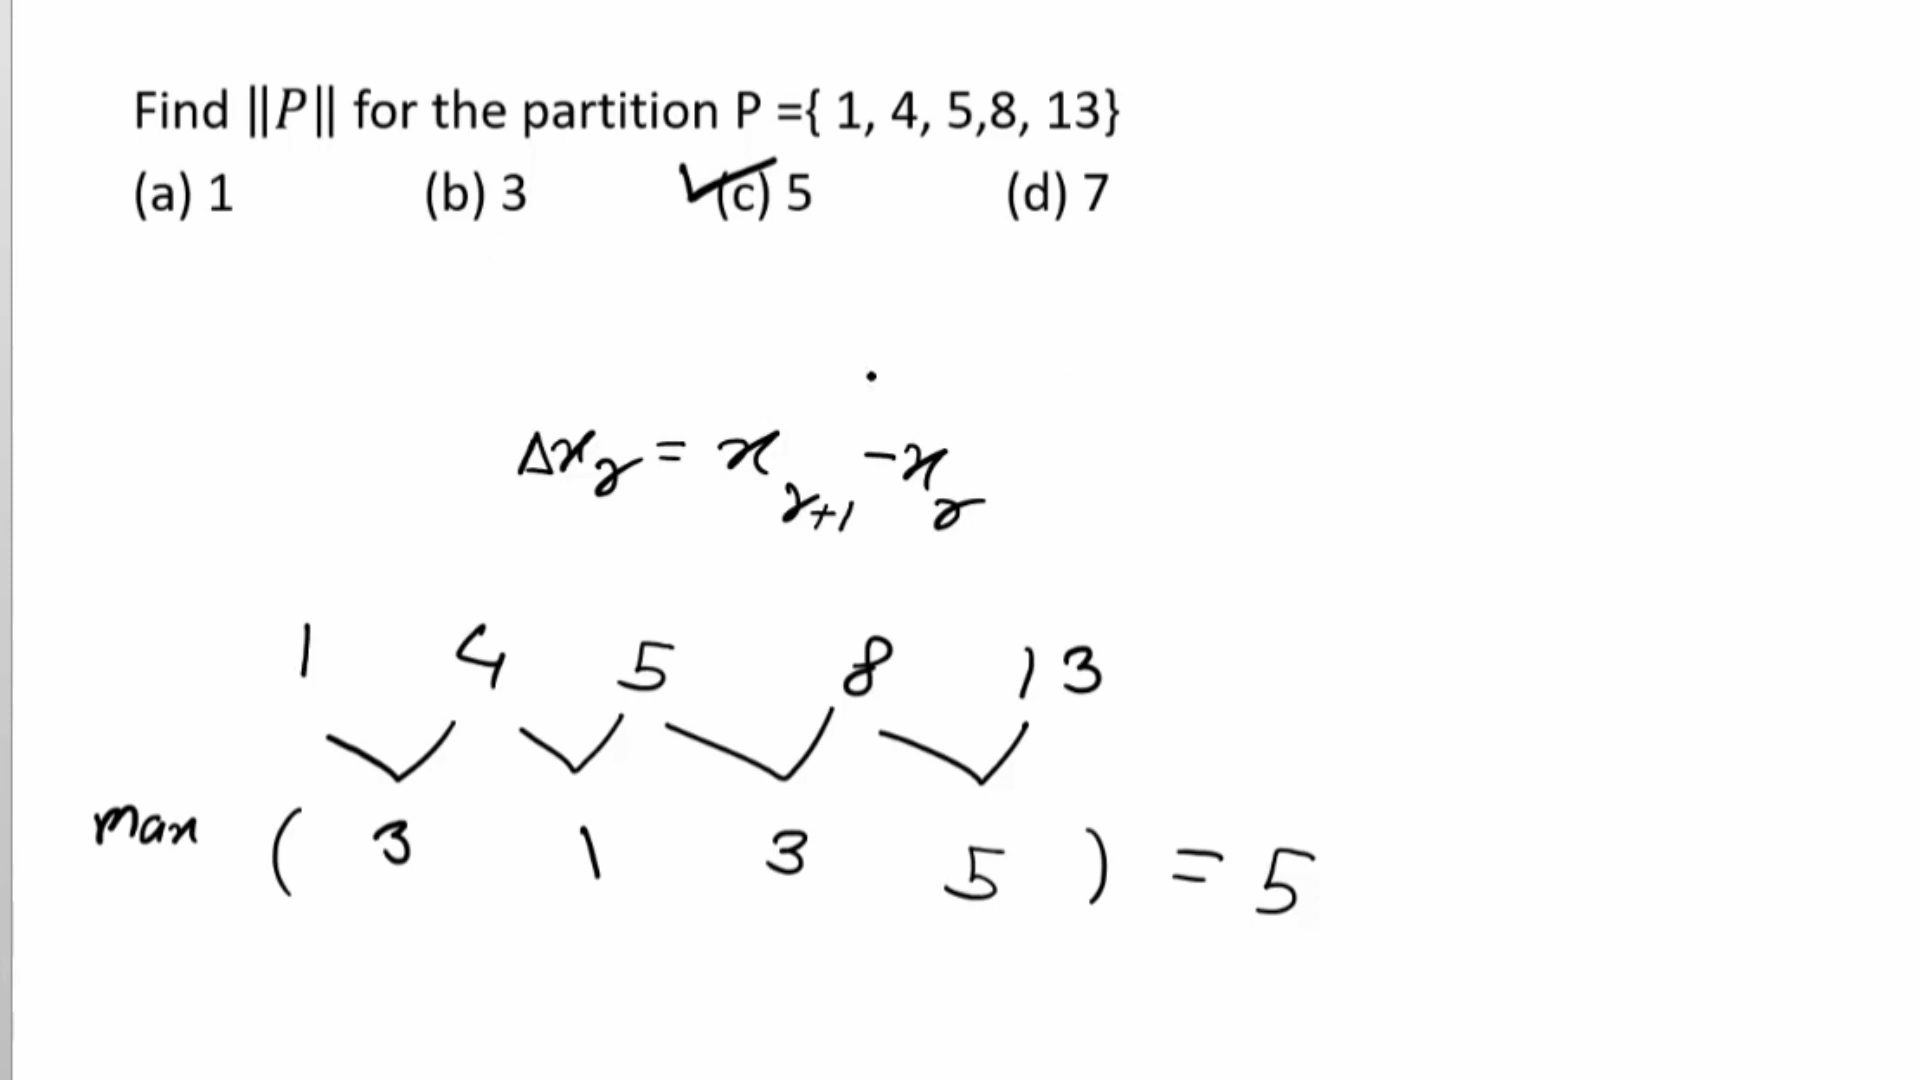 Find ||P|| for the partition P ={ 1, 4, 5,8, 13}
(a) 1 (b) 3 (c) 5 (d) 7
Δx_r = x_{r+1} - x_r
1 4 5 8 13
max ( 3 1 3 5 ) = 5